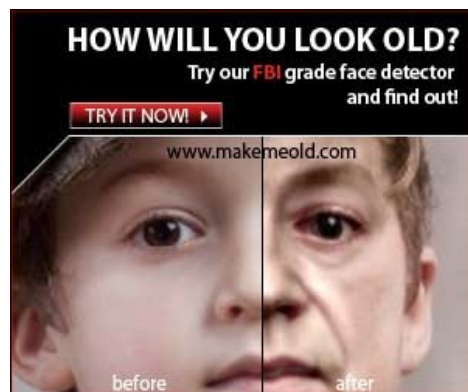 HOW WILL YOU LOOK OLD?
Try our FBI grade face detector
and find out!
TRY IT NOW!
www.makemeold.com
before
after